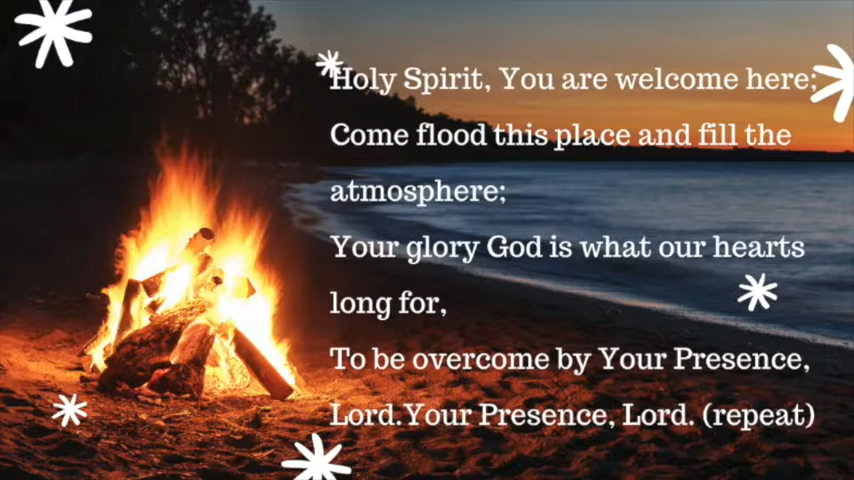 Holy Spirit, You are welcome here;
Come flood this place and fill the
atmosphere;
Your glory God is what our hearts
long for,
To be overcome by Your Presence,
Lord.Your Presence, Lord. (repeat)